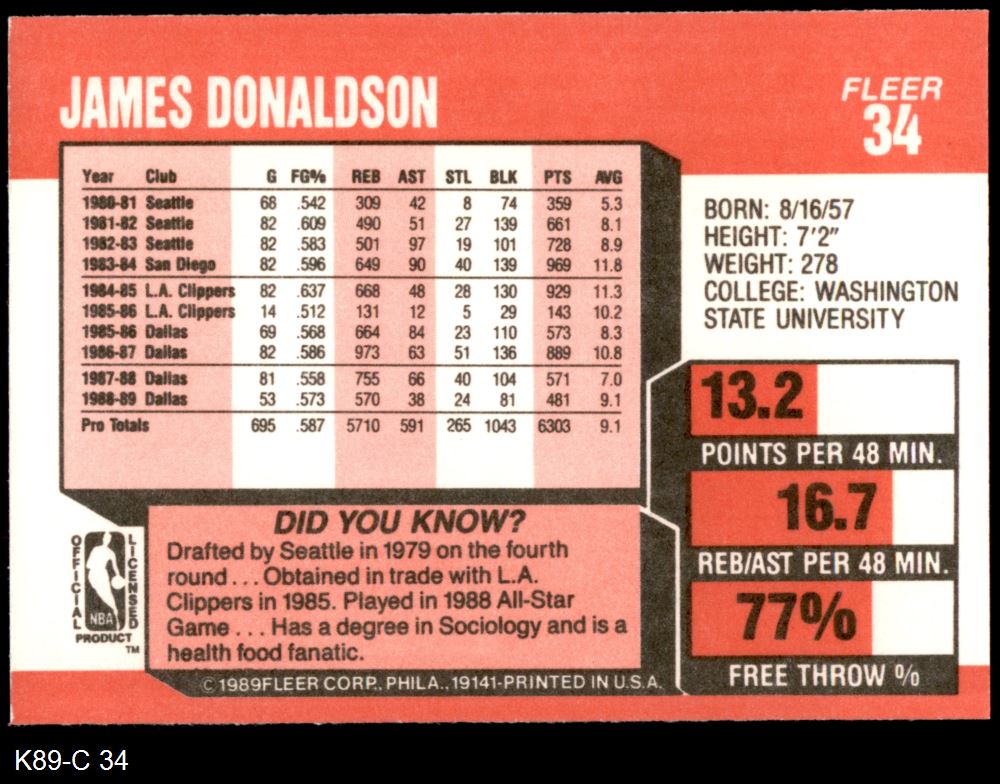 JAMES DONALDSON
FLEER
34
Year Club G FG% REB AST STL BLK PTS AVG
1980-81 Seattle 68 .542 309 42 8 74 359 5.3
1981-82 Seattle 82 .609 490 51 27 139 661 8.1
1982-83 Seattle 82 .583 501 97 19 101 728 8.9
1983-84 San Diego 82 .596 649 90 40 139 969 11.8
1984-85 L.A. Clippers 82 .637 668 48 28 130 929 11.3
1985-86 L.A. Clippers 14 .512 131 12 5 29 143 10.2
1985-86 Dallas 69 .568 664 84 23 110 573 8.3
1986-87 Dallas 82 .586 973 63 51 136 889 10.8
1987-88 Dallas 81 .558 755 66 40 104 571 7.0
1988-89 Dallas 53 .573 570 38 24 81 481 9.1
Pro Totals 695 .587 5710 591 265 1043 6303 9.1
BORN: 8/16/57
HEIGHT: 7'2"
WEIGHT: 278
COLLEGE: WASHINGTON
STATE UNIVERSITY
13.2
POINTS PER 48 MIN.
16.7
REB/AST PER 48 MIN.
77%
FREE THROW %
OFFICIAL
LICENSED
NBA
PRODUCT
TM
DID YOU KNOW?
Drafted by Seattle in 1979 on the fourth
round . . . Obtained in trade with L.A.
Clippers in 1985. Played in 1988 All-Star
Game . . . Has a degree in Sociology and is a
health food fanatic.
© 1989 FLEER CORP., PHILA., 19141-PRINTED IN U.S.A.
K89-C 34